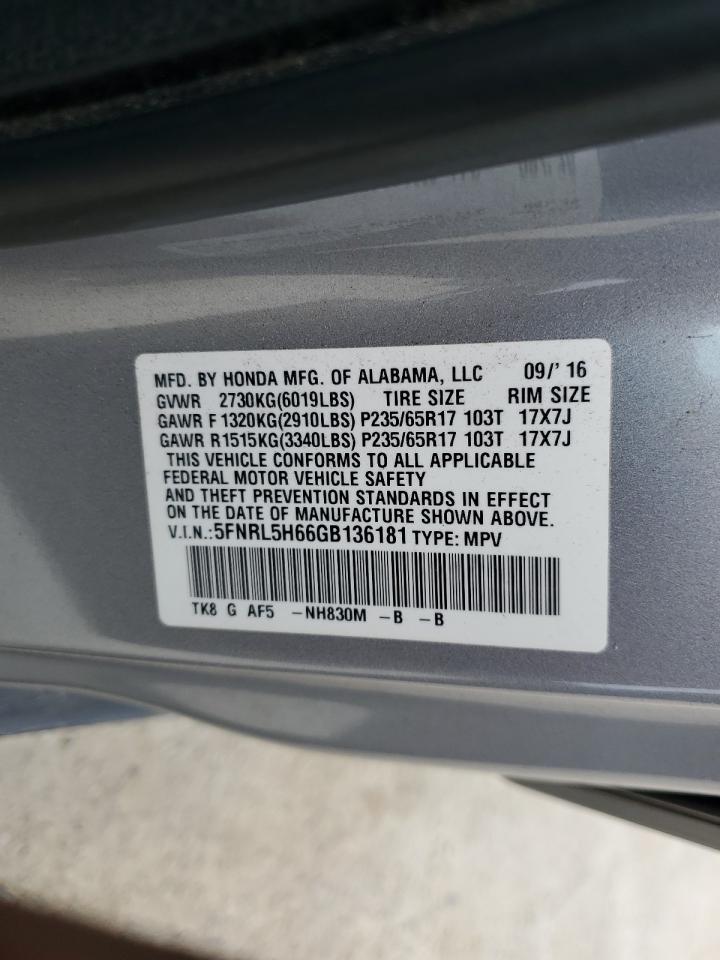 MFD. BY HONDA MFG. OF ALABAMA, LLC 09/' 16
GVWR 2730KG(6019LBS) TIRE SIZE RIM SIZE
GAWR F 1320KG(2910LBS) P235/65R17 103T 17X7J
GAWR R1515KG(3340LBS) P235/65R17 103T 17X7J
THIS VEHICLE CONFORMS TO ALL APPLICABLE
FEDERAL MOTOR VEHICLE SAFETY
AND THEFT PREVENTION STANDARDS IN EFFECT
ON THE DATE OF MANUFACTURE SHOWN ABOVE.
V.I.N.:5FNRL5H66GB136181 TYPE: MPV
TK8 G AF5 -NH830M -B -B